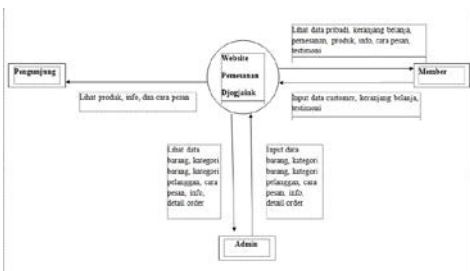 Lihat data pribadi, keranjang belanja,
pemesanan, produk, info, cara pesan,
testimoni
Website
Pemesanan
Djogjalink
Pengunjung
Member
Lihat produk, info, dan cara pesan
Input data customer, keranjang belanja,
testimoni
Lihat data
barang, kategori
barang, kategori
pelanggan, cara
pesan, info,
detail order
Input data
barang, kategori
barang, kategori
pelanggan, cara
pesan, info,
detail order
Admin